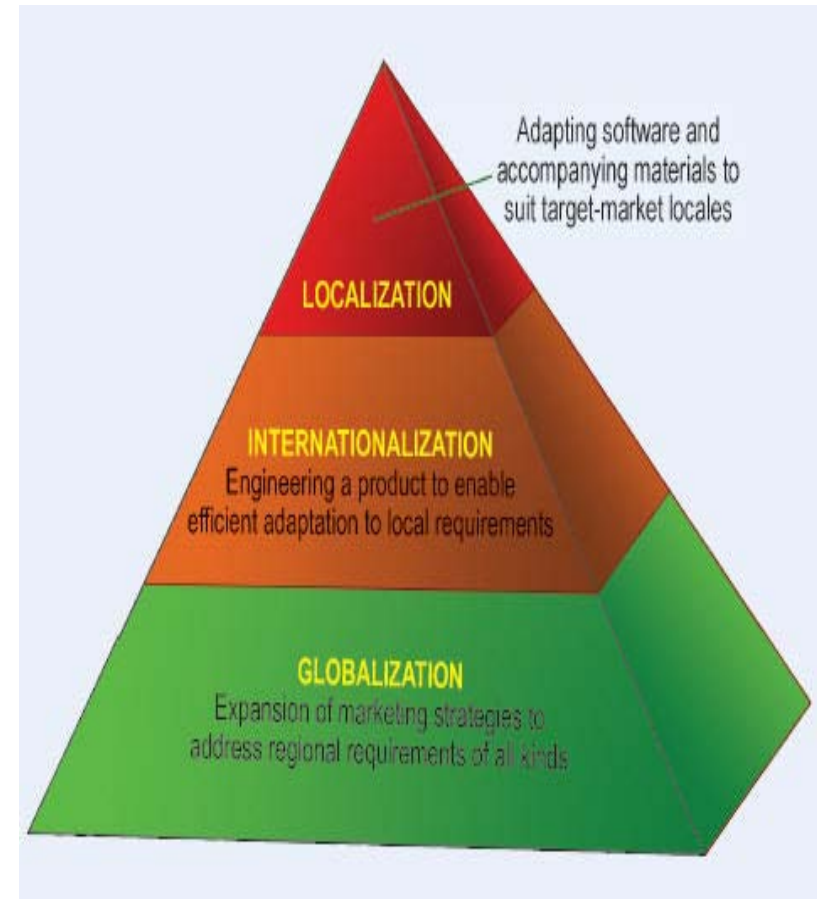 Adapting software and
accompanying materials to
suit target-market locales
LOCALIZATION
INTERNATIONALIZATION
Engineering a product to enable
efficient adaptation to local requirements
GLOBALIZATION
Expansion of marketing strategies to
address regional requirements of all kinds